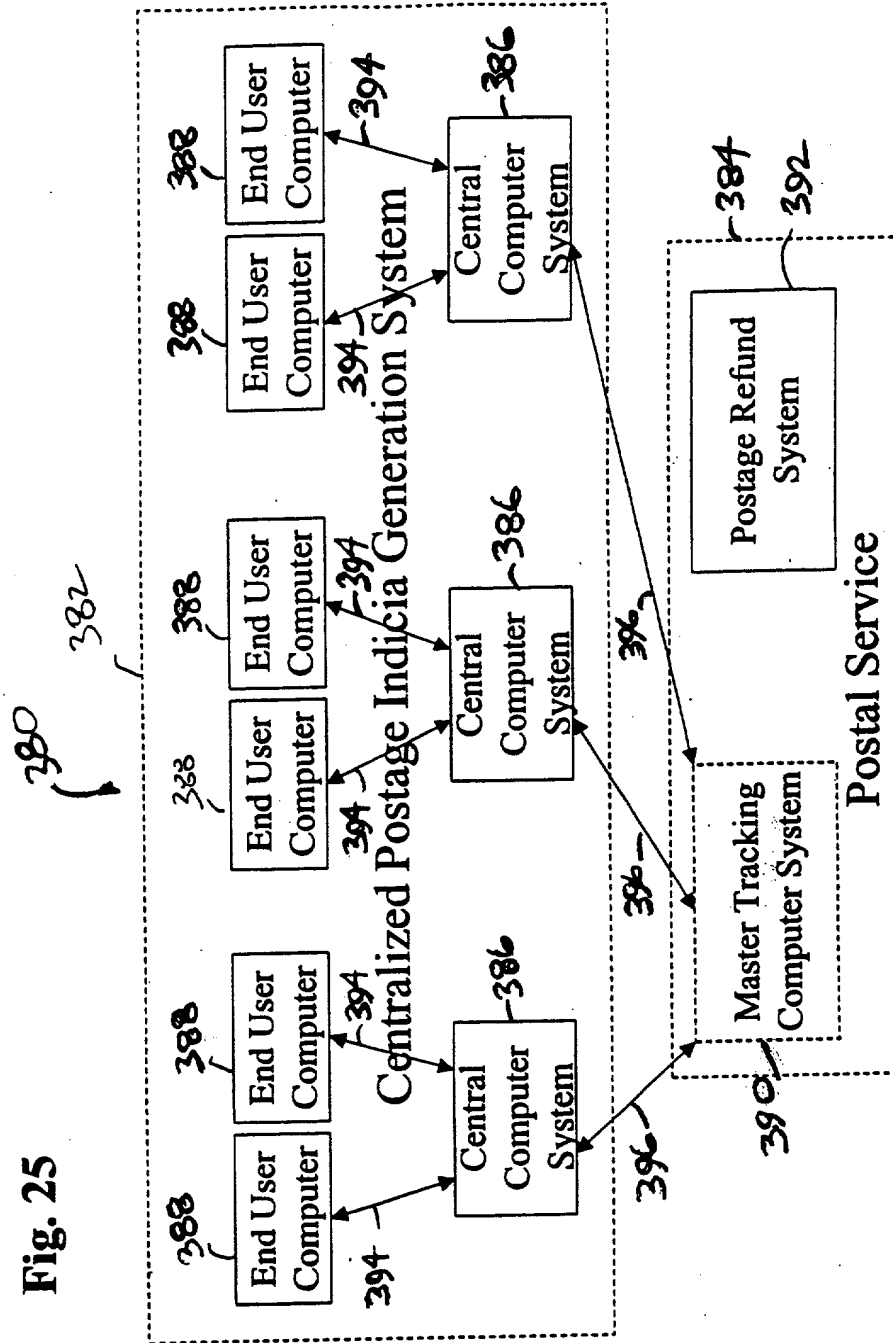 Fig. 25
380
382
388
388
388
388
388
388
End User
Computer
End User
Computer
End User
Computer
End User
Computer
End User
Computer
End User
Computer
394
394
394
394
394
394
Centralized Postage Indicia Generation System
386
386
386
Central
Computer
System
Central
Computer
System
Central
Computer
System
396
396
396
384
390
392
Master Tracking
Computer System
Postage Refund
System
Postal Service